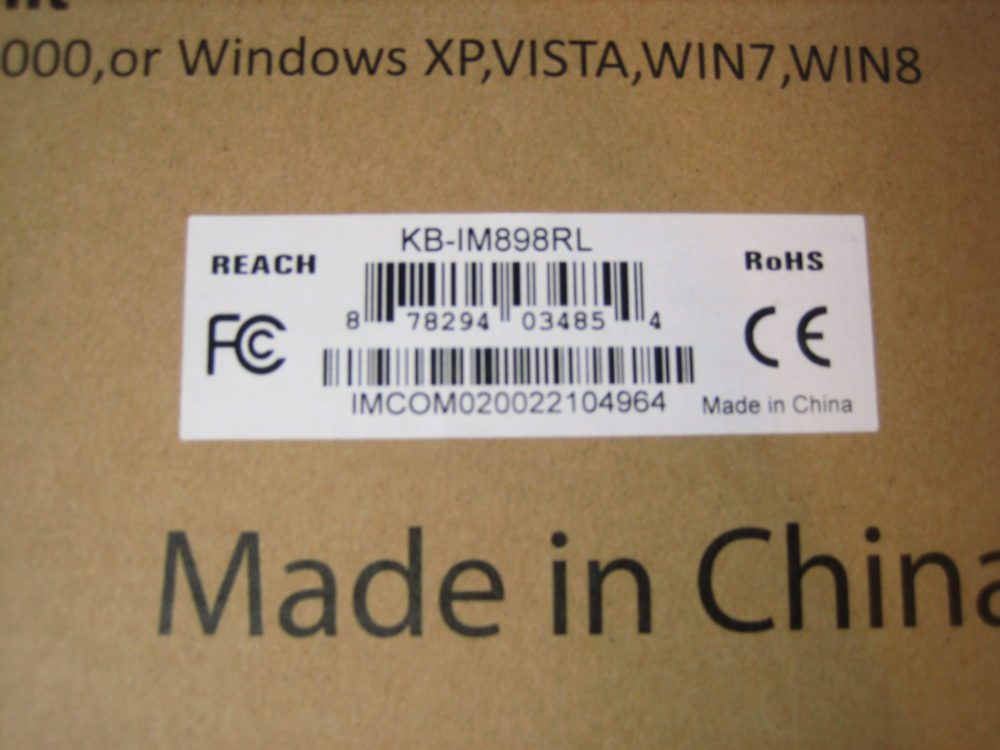 000,or Windows XP,VISTA,WIN7,WIN8
KB-IM898RL
REACH
RoHS
8 78294 03485 4
FCC
CE
IMCOM020022104964
Made in China
Made in China